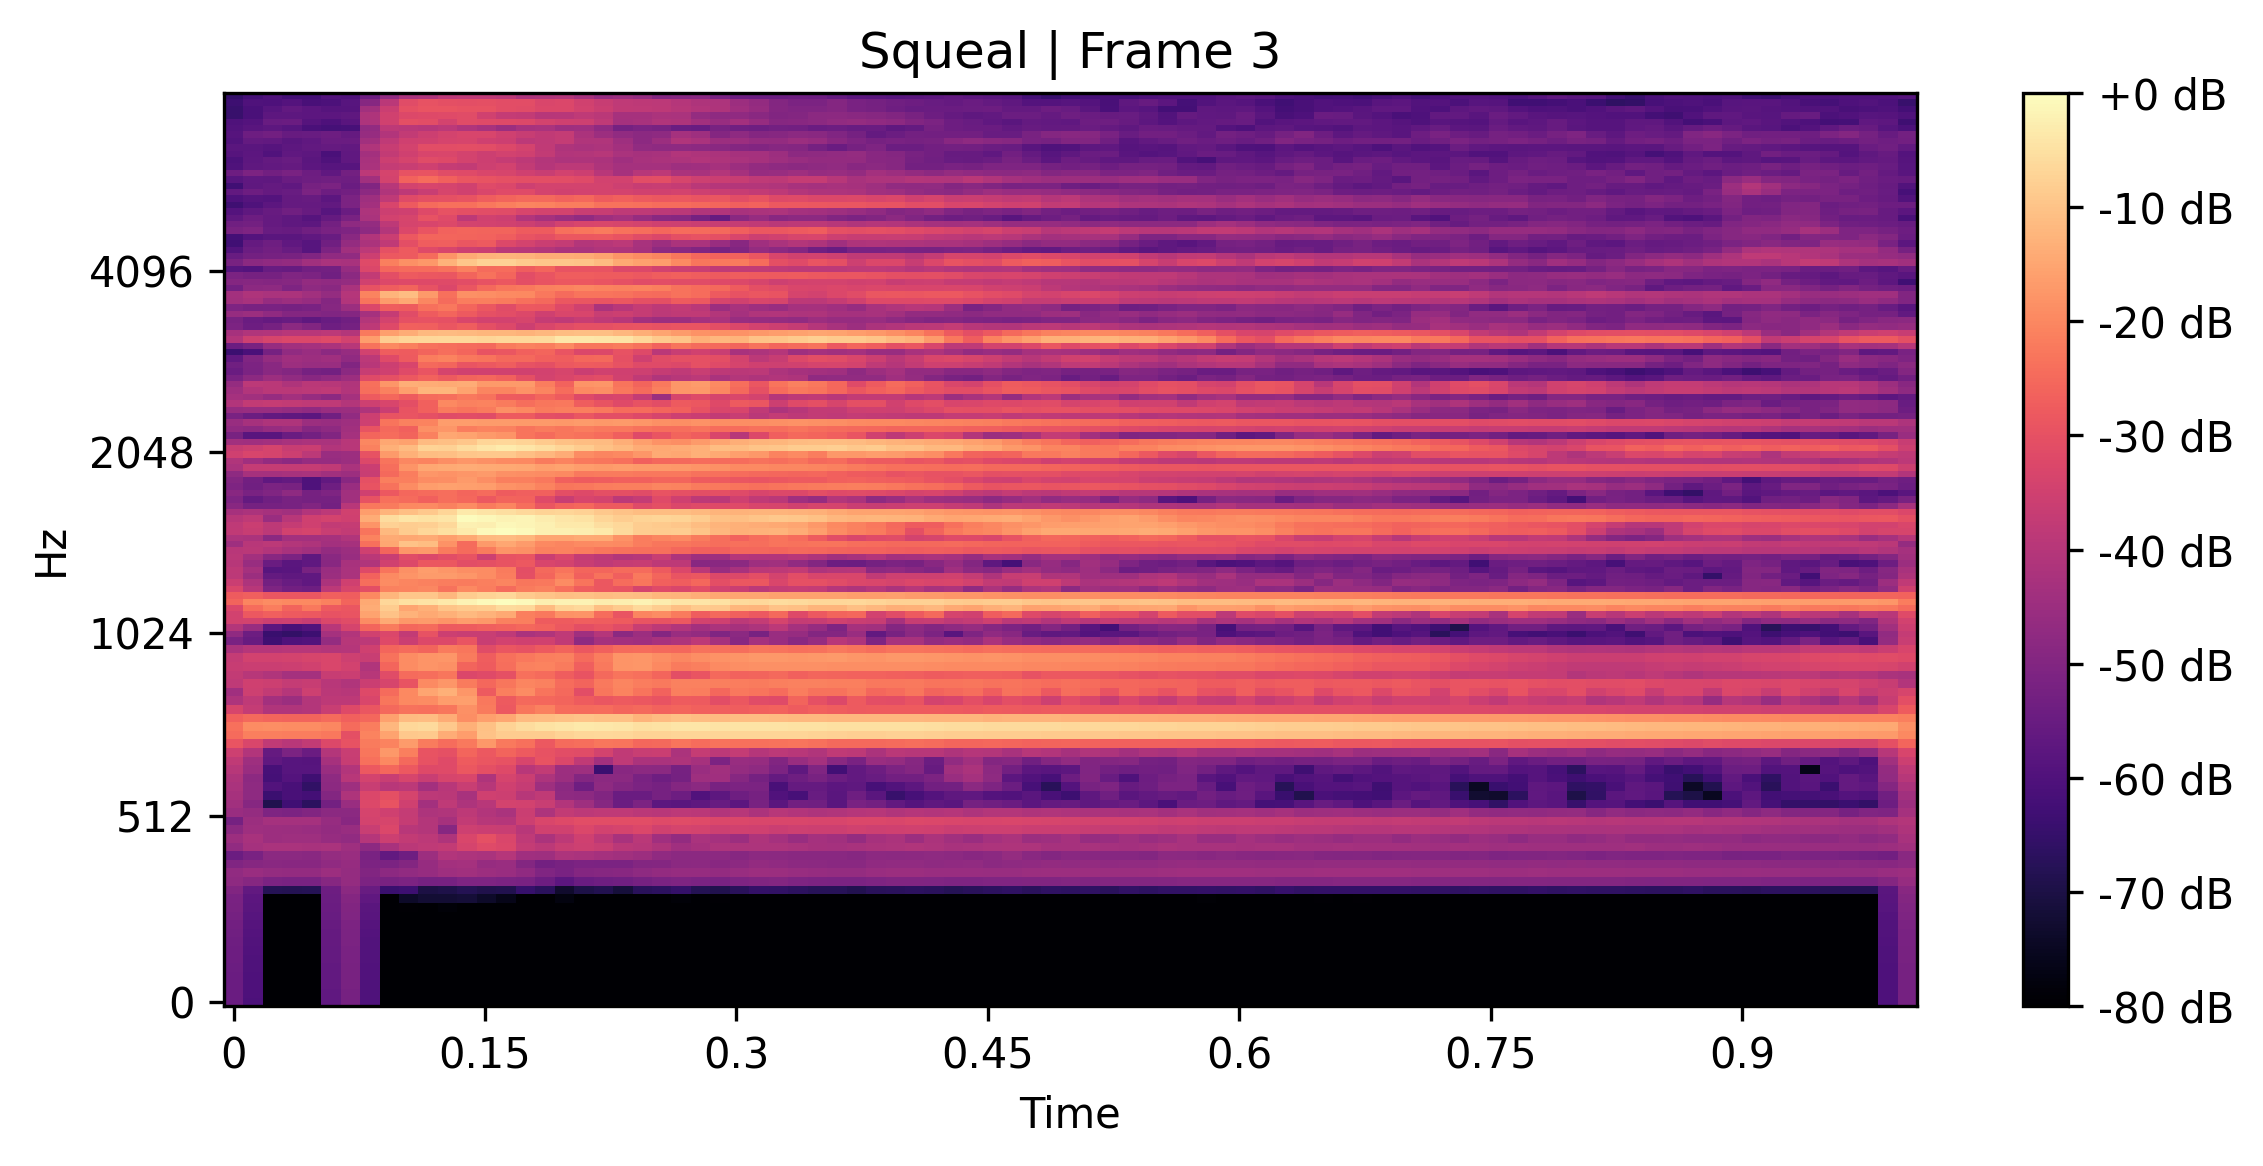 Squeal | Frame 3
Hz
4096
2048
1024
512
0
0 0.15 0.3 0.45 0.6 0.75 0.9
Time
+0 dB
-10 dB
-20 dB
-30 dB
-40 dB
-50 dB
-60 dB
-70 dB
-80 dB